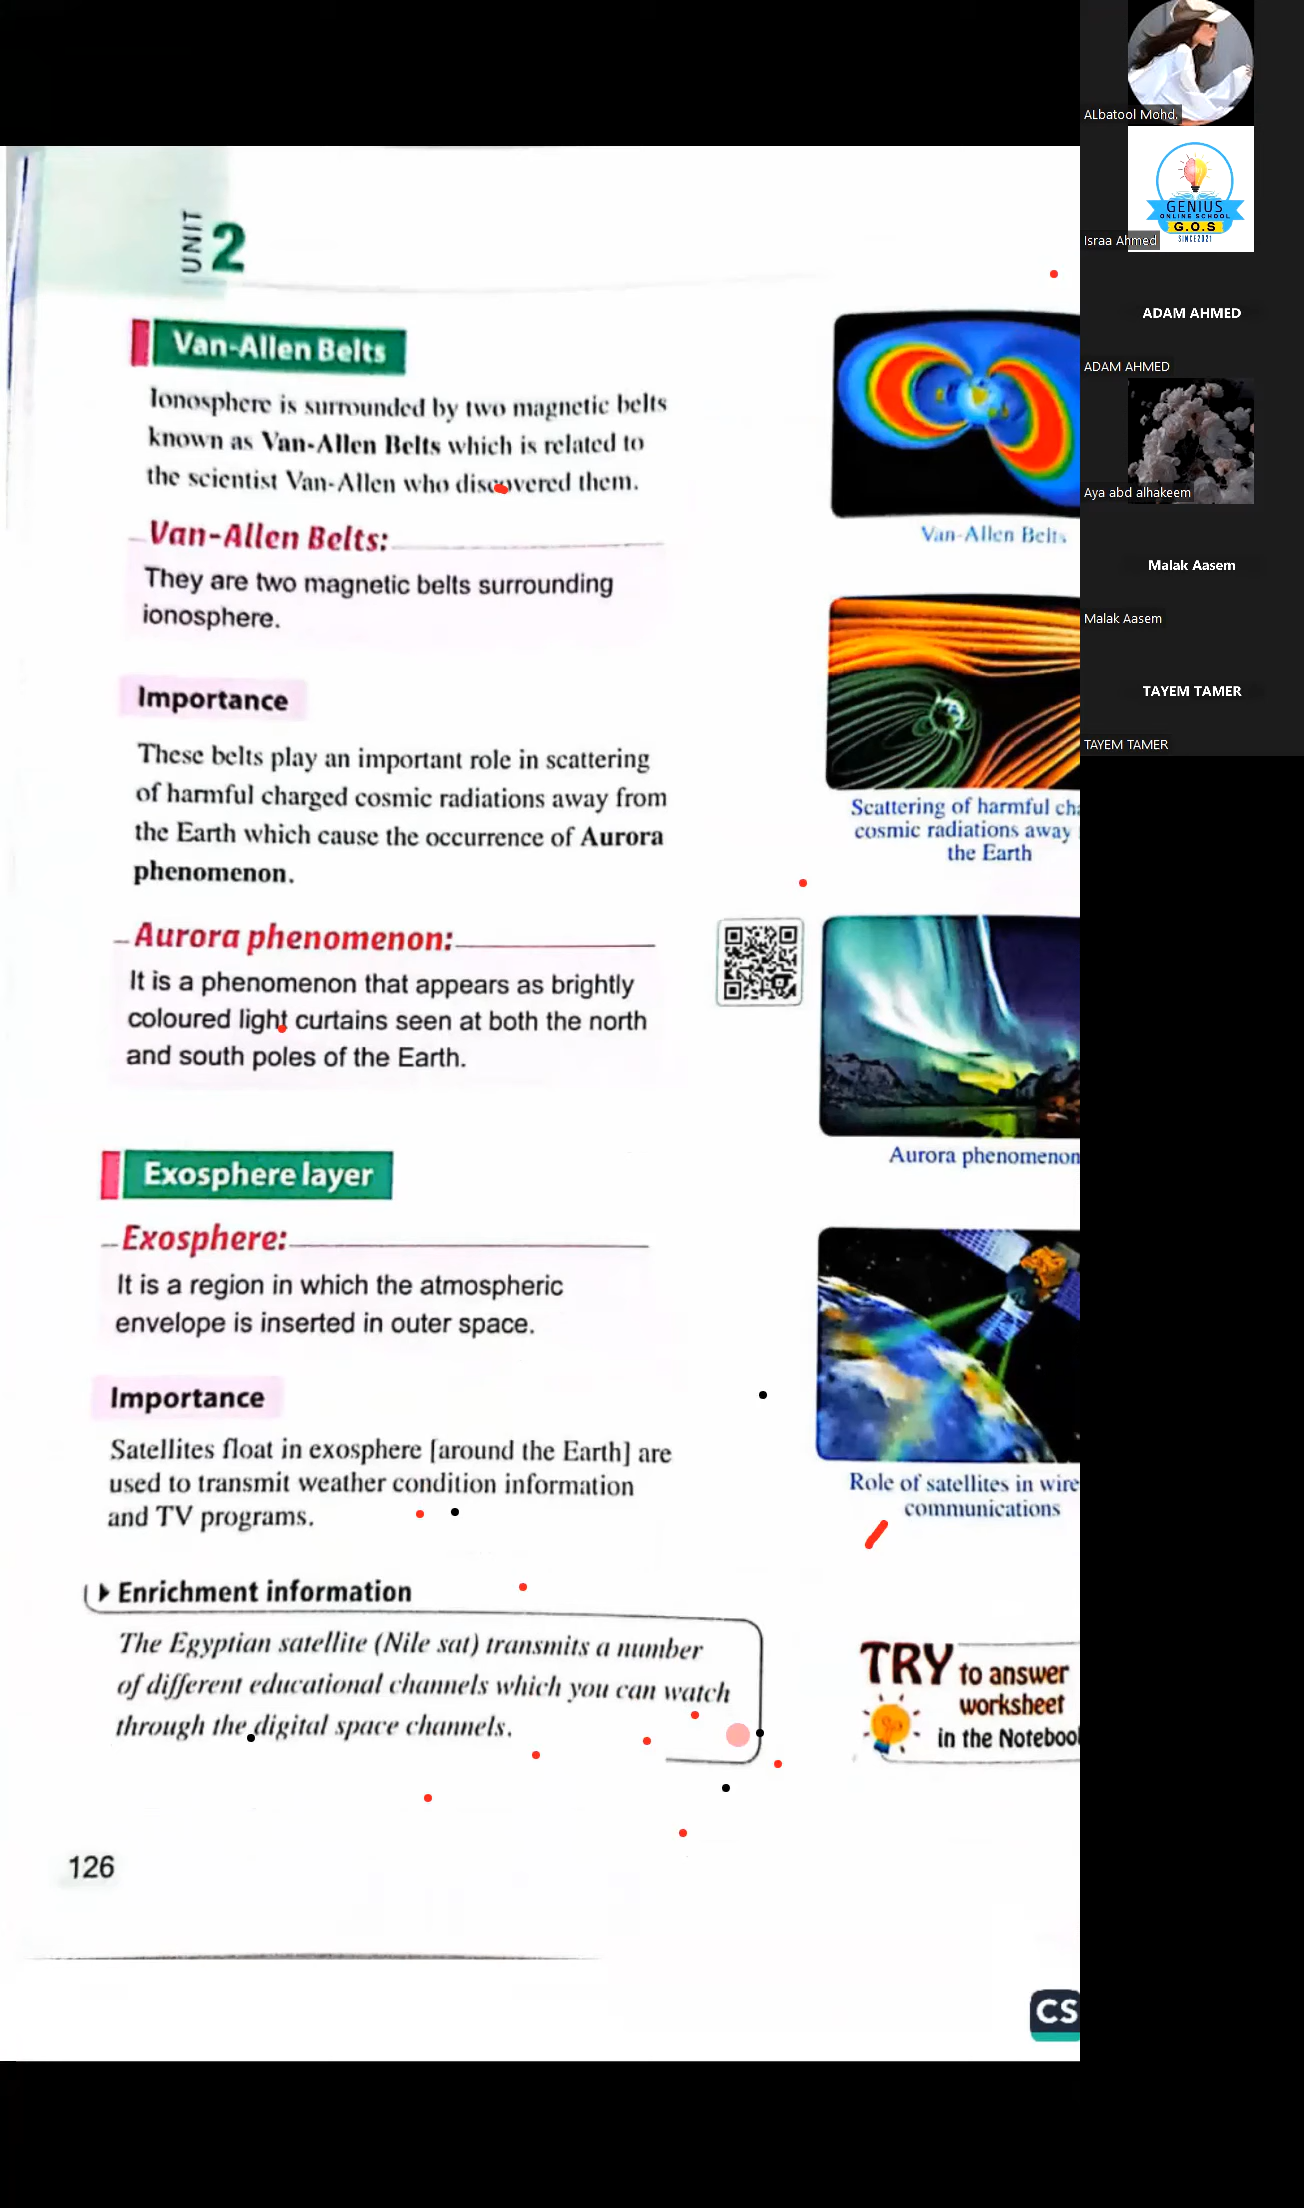 UNIT 2
Van-Allen Belts
Ionosphere is surrounded by two magnetic belts
known as Van-Allen Belts which is related to
the scientist Van-Allen who discovered them.
Van-Allen Belts:
They are two magnetic belts surrounding
ionosphere.
Importance
These belts play an important role in scattering
of harmful charged cosmic radiations away from
the Earth which cause the occurrence of Aurora
phenomenon.
Aurora phenomenon:
It is a phenomenon that appears as brightly
coloured light curtains seen at both the north
and south poles of the Earth.
Exosphere layer
Exosphere:
It is a region in which the atmospheric
envelope is inserted in outer space.
Importance
Satellites float in exosphere [around the Earth] are
used to transmit weather condition information
and TV programs.
Enrichment information
The Egyptian satellite (Nile sat) transmits a number
of different educational channels which you can watch
through the digital space channels.
126
Van-Allen Belts
Scattering of harmful cha
cosmic radiations away
the Earth
Aurora phenomenon
Role of satellites in wire
communications
TRY to answer
worksheet
in the Notebook
CS
ALbatool Mohd.
GENIUS
ONLINE SCHOOL
G.O.S
SINCE2021
Israa Ahmed
ADAM AHMED
ADAM AHMED
Aya abd alhakeem
Malak Aasem
Malak Aasem
TAYEM TAMER
TAYEM TAMER